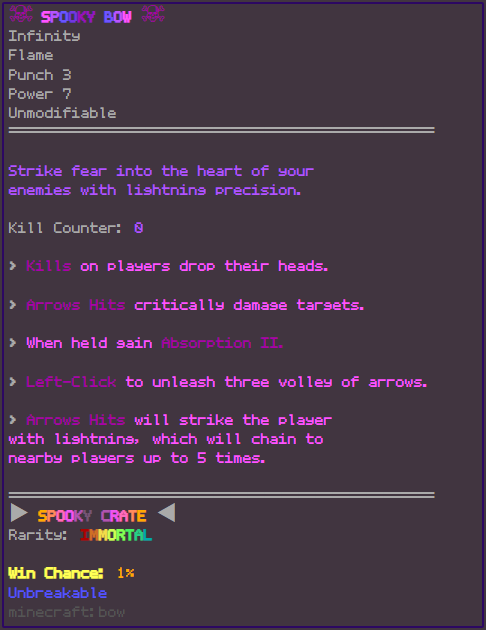 ☠ SPOOKY BOW ☠
Infinity
Flame
Punch 3
Power 7
Unmodifiable
Strike fear into the heart of your
enemies with lightning precision.
Kill Counter: 0
> Kills on players drop their heads.
> Arrows Hits critically damage targets.
> When held gain Absorption II.
> Left-Click to unleash three volley of arrows.
> Arrows Hits will strike the player
with lightning, which will chain to
nearby players up to 5 times.
▶ SPOOKY CRATE ◀
Rarity: IMMORTAL
Win Chance: 1%
Unbreakable
minecraft:bow